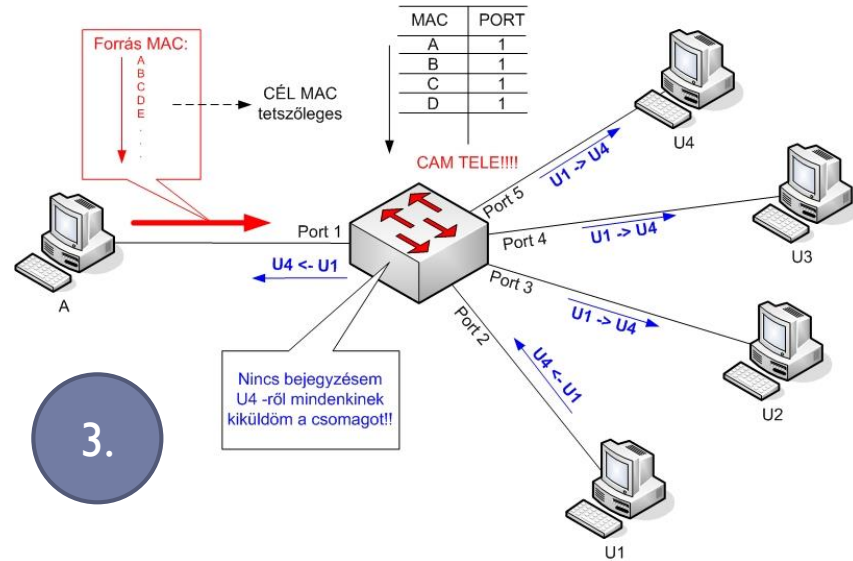 Forrás MAC:
A
B
C
D
E
.
.
.
CÉL MAC
tetszőleges
MAC PORT
A 1
B 1
C 1
D 1
CAM TELE!!!!
A
Port 1
U4 <- U1
Port 5
U1 -> U4
U4
Port 4
U1 -> U4
U3
Port 3
U1 -> U4
U2
Port 2
U4 <- U1
U1
Nincs bejegyzésem
U4 -ről mindenkinek
kiküldöm a csomagot!!
3.